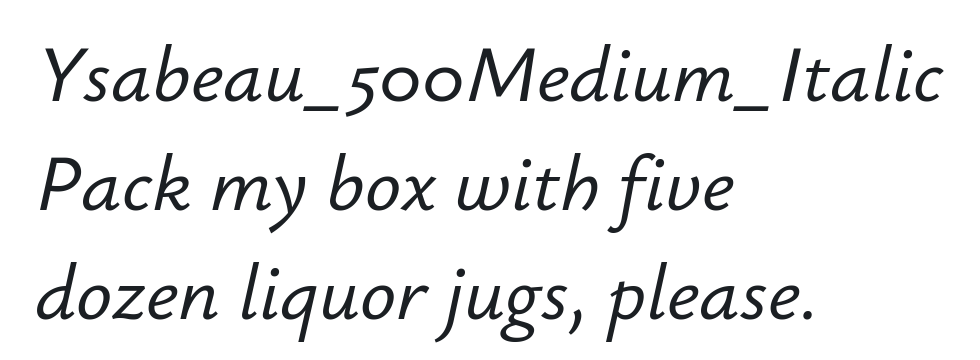 Ysabeau_500Medium_Italic
Pack my box with five
dozen liquor jugs, please.